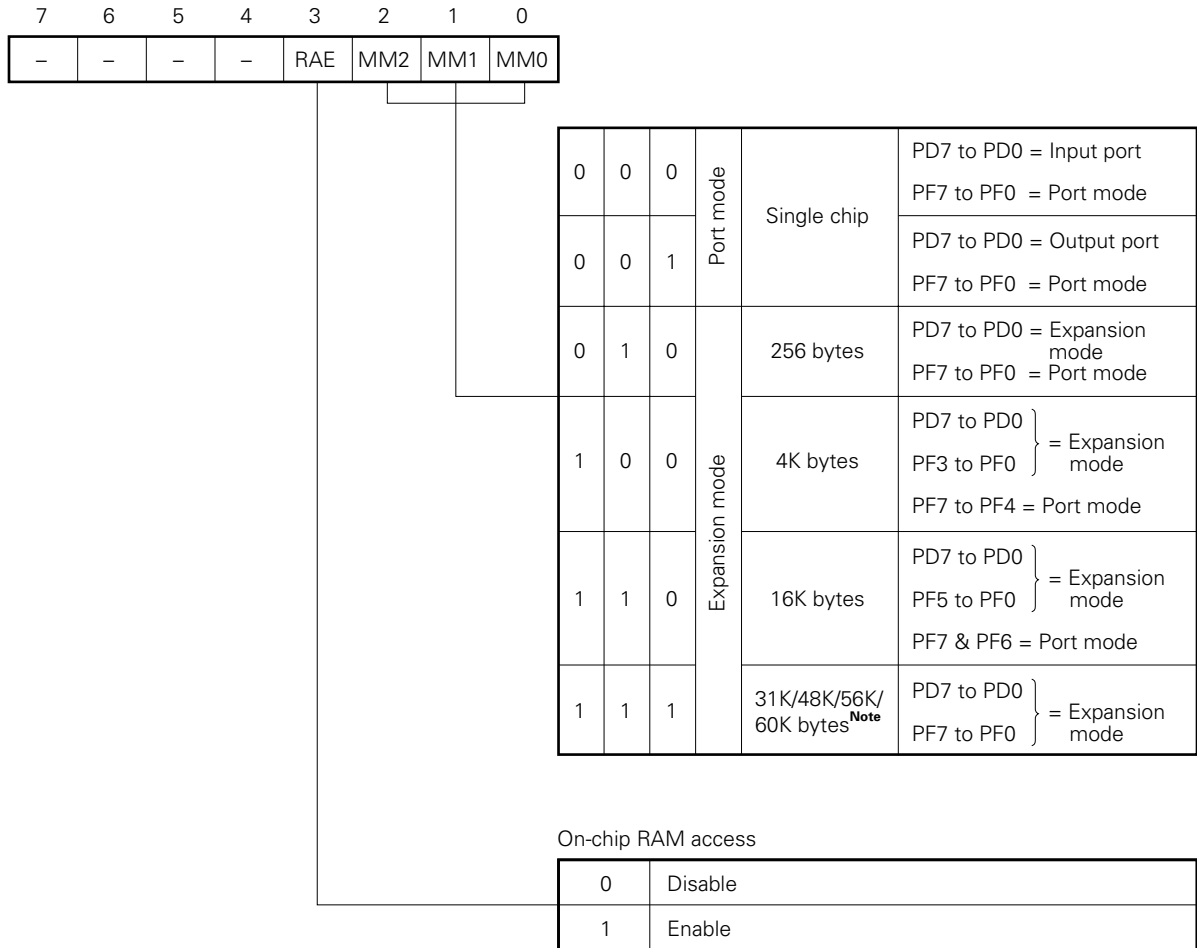 7 6 5 4 3 2 1 0
– – – – RAE MM2 MM1 MM0
0 0 0 Port mode Single chip PD7 to PD0 = Input port
PF7 to PF0 = Port mode
0 0 1 PD7 to PD0 = Output port
PF7 to PF0 = Port mode
0 1 0 Expansion mode 256 bytes PD7 to PD0 = Expansion
mode
PF7 to PF0 = Port mode
1 0 0 4K bytes PD7 to PD0
PF3 to PF0 = Expansion
mode
PF7 to PF4 = Port mode
1 1 0 16K bytes PD7 to PD0
PF5 to PF0 = Expansion
mode
PF7 & PF6 = Port mode
1 1 1 31K/48K/56K/
60K bytes Note PD7 to PD0
PF7 to PF0 = Expansion
mode
On-chip RAM access
0 Disable
1 Enable